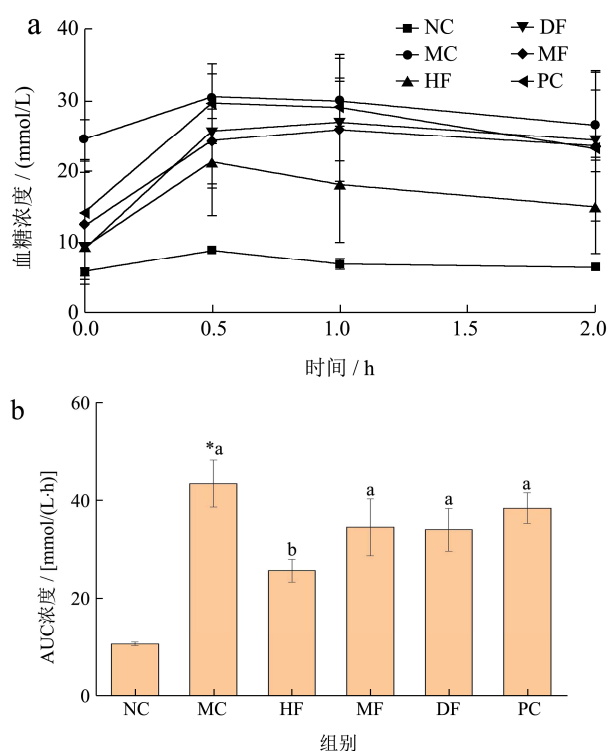 a
NC
MC
HF
DF
MF
PC
40
30
20
10
0
血糖浓度 / (mmol/L)
0.0 0.5 1.0 1.5 2.0
时间 / h
b
60
40
20
0
AUC浓度 / [mmol/(L·h)]
*a
b
a
a
a
NC MC HF MF DF PC
组别